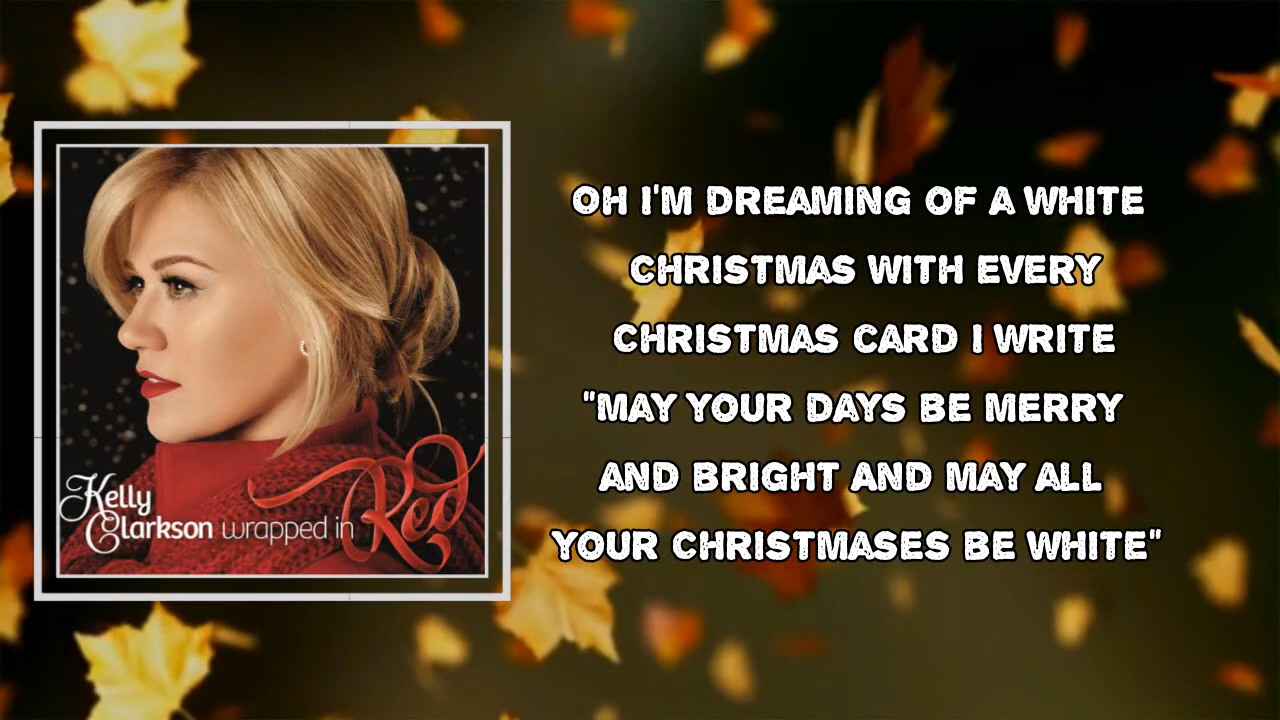 Kelly
Clarkson wrapped in Red
OH I'M DREAMING OF A WHITE
CHRISTMAS WITH EVERY
CHRISTMAS CARD I WRITE
"MAY YOUR DAYS BE MERRY
AND BRIGHT AND MAY ALL
YOUR CHRISTMASES BE WHITE"